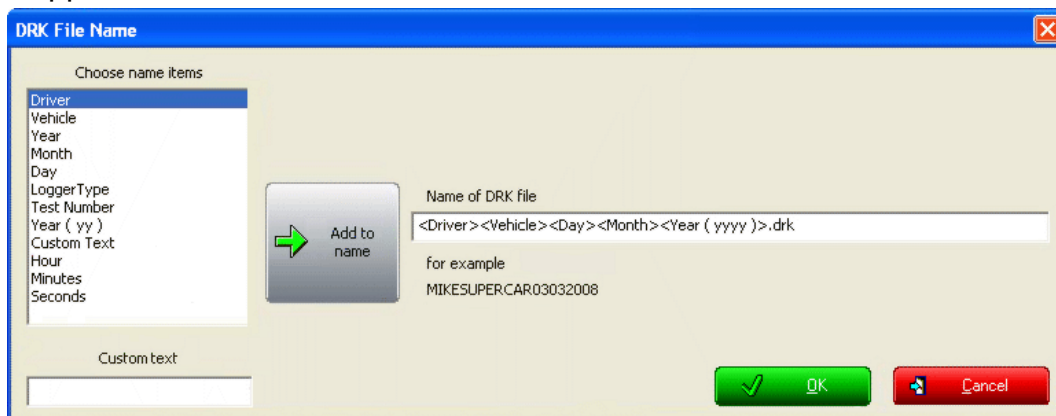 DRK File Name
Choose name items
Driver
Vehicle
Year
Month
Day
LoggerType
Test Number
Year ( yy )
Custom Text
Hour
Minutes
Seconds
Add to
name
Name of DRK file
<Driver><Vehicle><Day><Month><Year ( yyyy )>.drk
for example
MIKESUPERCAR03032008
Custom text
OK
Cancel